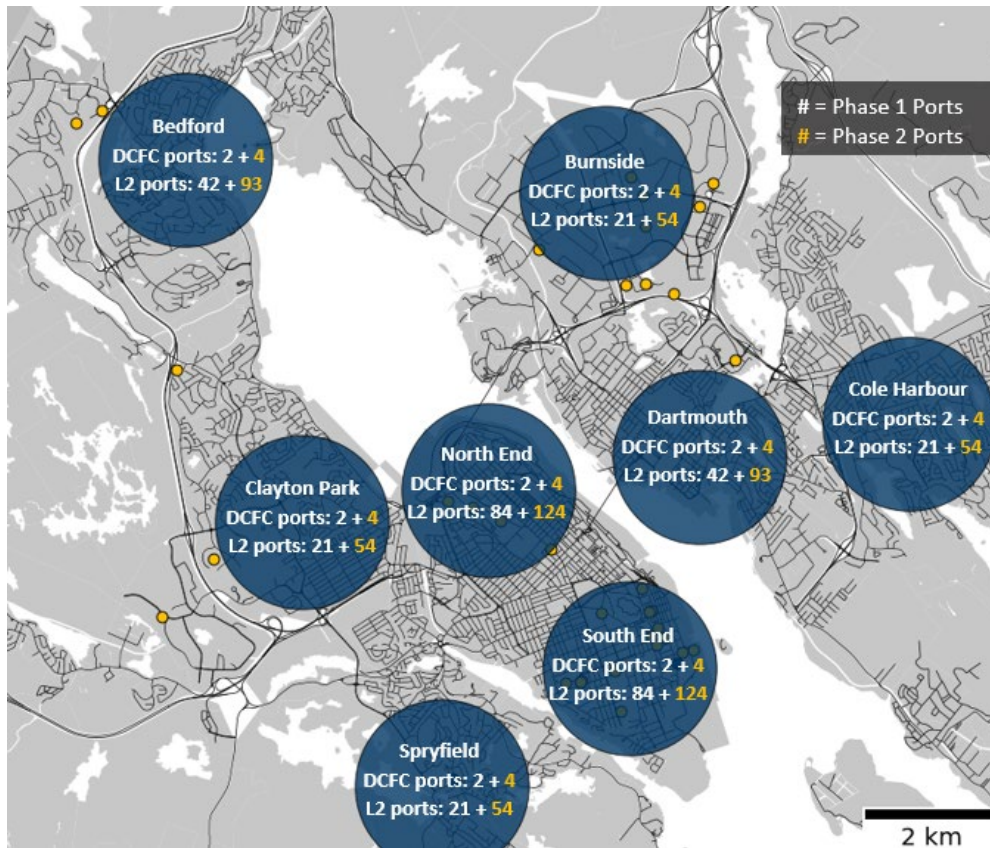 # = Phase 1 Ports
# = Phase 2 Ports
Bedford
DCFC ports: 2 + 4
L2 ports: 42 + 93
Burnside
DCFC ports: 2 + 4
L2 ports: 21 + 54
Cole Harbour
DCFC ports: 2 + 4
L2 ports: 21 + 54
Dartmouth
DCFC ports: 2 + 4
L2 ports: 42 + 93
North End
DCFC ports: 2 + 4
L2 ports: 84 + 124
Clayton Park
DCFC ports: 2 + 4
L2 ports: 21 + 54
South End
DCFC ports: 2 + 4
L2 ports: 84 + 124
Spryfield
DCFC ports: 2 + 4
L2 ports: 21 + 54
2 km